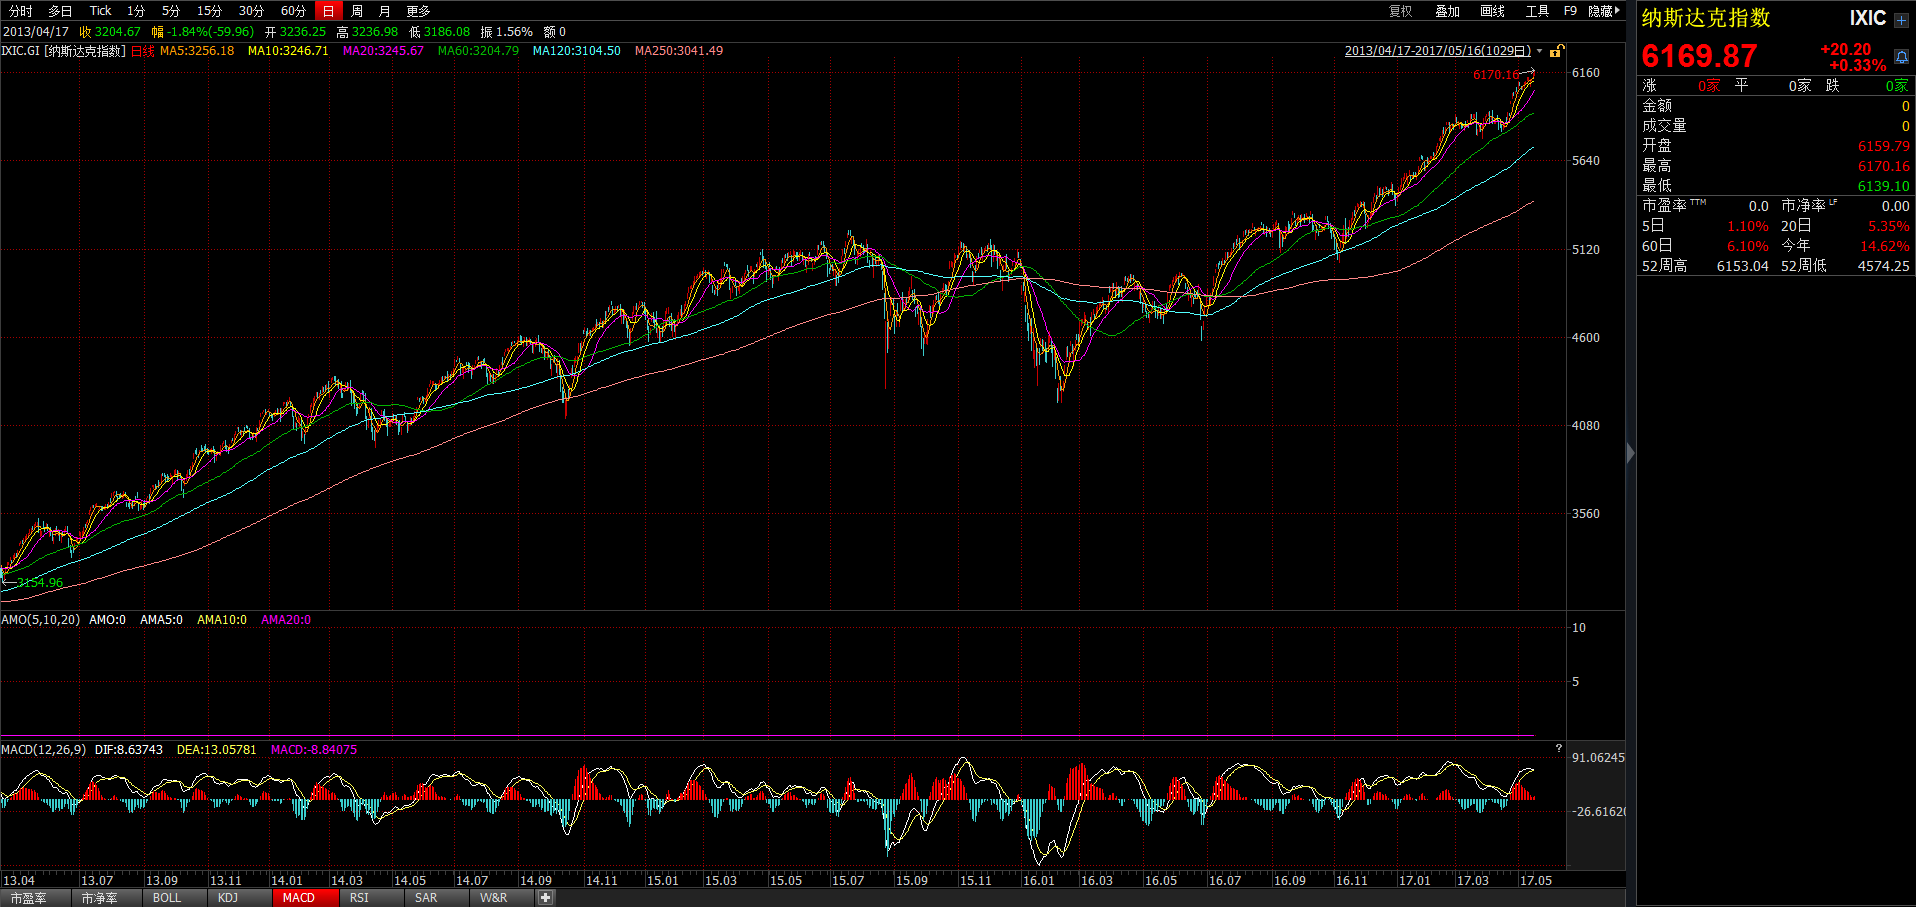 分时 多日 Tick 1分 5分 15分 30分 60分 日 周 月 更多 复权 叠加 画线 工具 F9 隐藏
2013/04/17 收 3204.67 幅 -1.84%(-59.96) 开 3236.25 高 3236.98 低 3186.08 振 1.56% 额 0
IXIC.GI [纳斯达克指数] 日线 MA5:3256.18 MA10:3246.71 MA20:3245.67 MA60:3204.79 MA120:3104.50 MA250:3041.49 2013/04/17-2017/05/16(1029日)
6170.16
6160
5640
5120
4600
4080
3560
3154.96
AMO(5,10,20) AMO:0 AMA5:0 AMA10:0 AMA20:0
10
5
MACD(12,26,9) DIF:8.63743 DEA:13.05781 MACD:-8.84075 ?
91.06245
-26.6162
13.04 13.07 13.09 13.11 14.01 14.03 14.05 14.07 14.09 14.11 15.01 15.03 15.05 15.07 15.09 15.11 16.01 16.03 16.05 16.07 16.09 16.11 17.01 17.03 17.05
市盈率 市净率 BOLL KDJ MACD RSI SAR W&R
纳斯达克指数 IXIC
6169.87 +20.20
+0.33%
涨 0家 平 0家 跌 0家
金额 0
成交量 0
开盘 6159.79
最高 6170.16
最低 6139.10
市盈率 TTM 0.0 市净率 LF 0.00
5日 1.10% 20日 5.35%
60日 6.10% 今年 14.62%
52周高 6153.04 52周低 4574.25